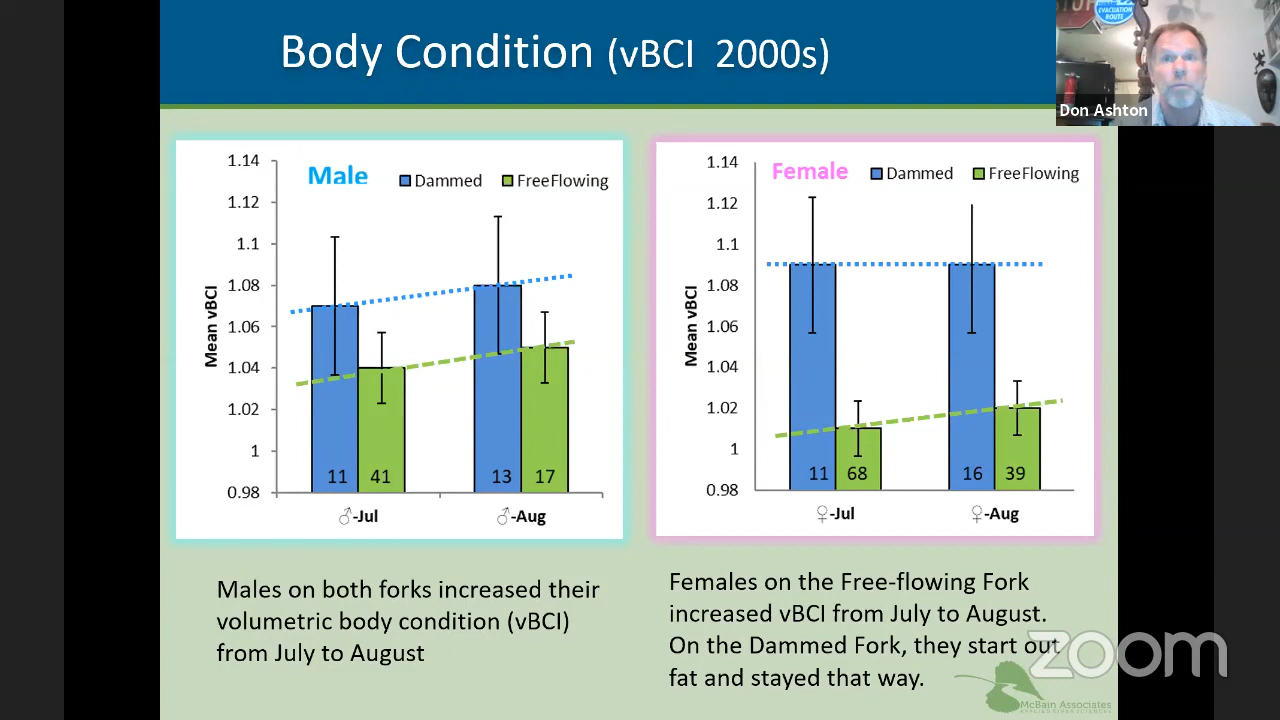 Body Condition (vBCI 2000s)
EVACUATION
ROUTE
Don Ashton
Male
Dammed
FreeFlowing
Mean vBCI
1.14
1.12
1.1
1.08
1.06
1.04
1.02
1
0.98
11
41
13
17
♂-Jul
♂-Aug
Female
Dammed
FreeFlowing
Mean vBCI
1.14
1.12
1.1
1.08
1.06
1.04
1.02
1
0.98
11
68
16
39
♀-Jul
♀-Aug
Males on both forks increased their
volumetric body condition (vBCI)
from July to August
Females on the Free-flowing Fork
increased vBCI from July to August.
On the Dammed Fork, they start out
fat and stayed that way.
zoom
McBain Associates
APPLIED RIVER SCIENCES